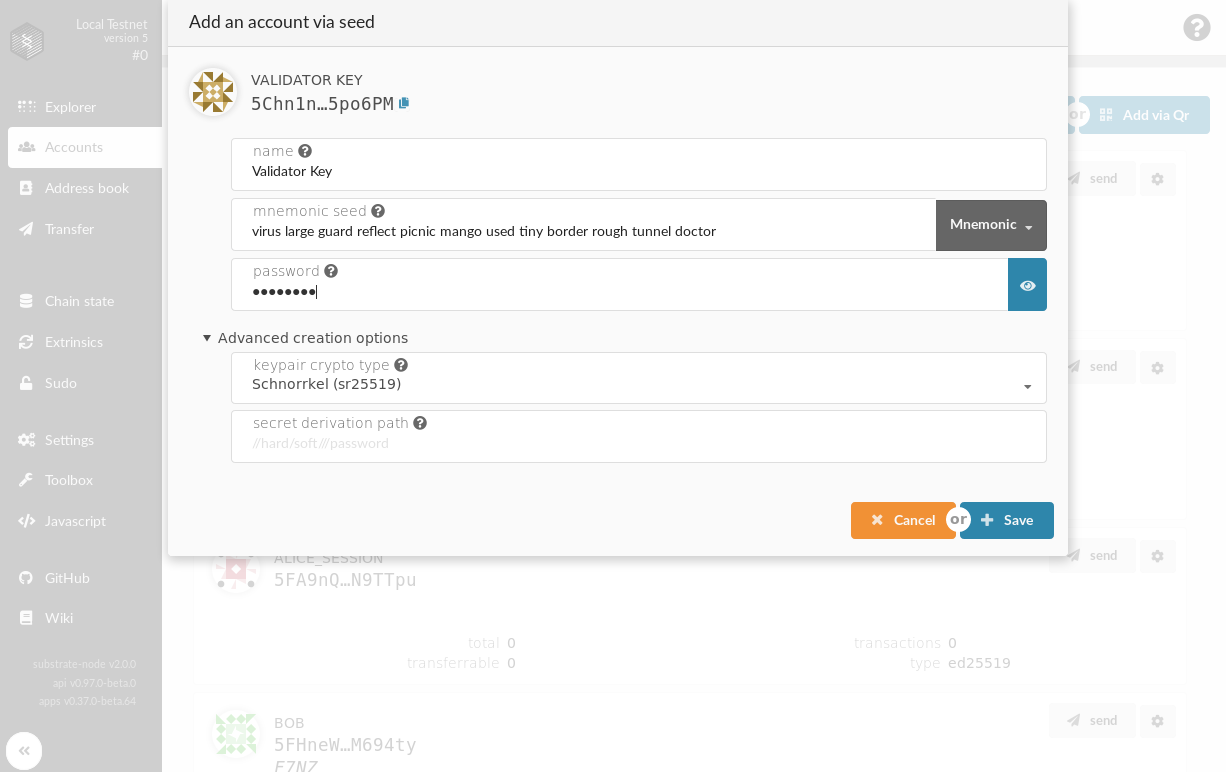 Add an account via seed
Local Testnet
version 5
#0
Explorer
Accounts
Address book
Transfer
Chain state
Extrinsics
Sudo
Settings
Toolbox
Javascript
GitHub
Wiki
substrate-node v2.0.0
api v0.97.0-beta.0
apps v0.37.0-beta.64
VALIDATOR KEY
5Chn1n…5po6PM
name
Validator Key
mnemonic seed
virus large guard reflect picnic mango used tiny border rough tunnel doctor
Mnemonic
password
••••••••
Advanced creation options
keypair crypto type
Schnorrkel (sr25519)
secret derivation path
//hard/soft///password
Cancel
or
Save
or
Add via Qr
send
send
ALICE_SESSION
5FA9nQ…N9TTpu
send
total 0
transferrable 0
transactions 0
type ed25519
BOB
5FHneW…M694ty
F7NZ
send